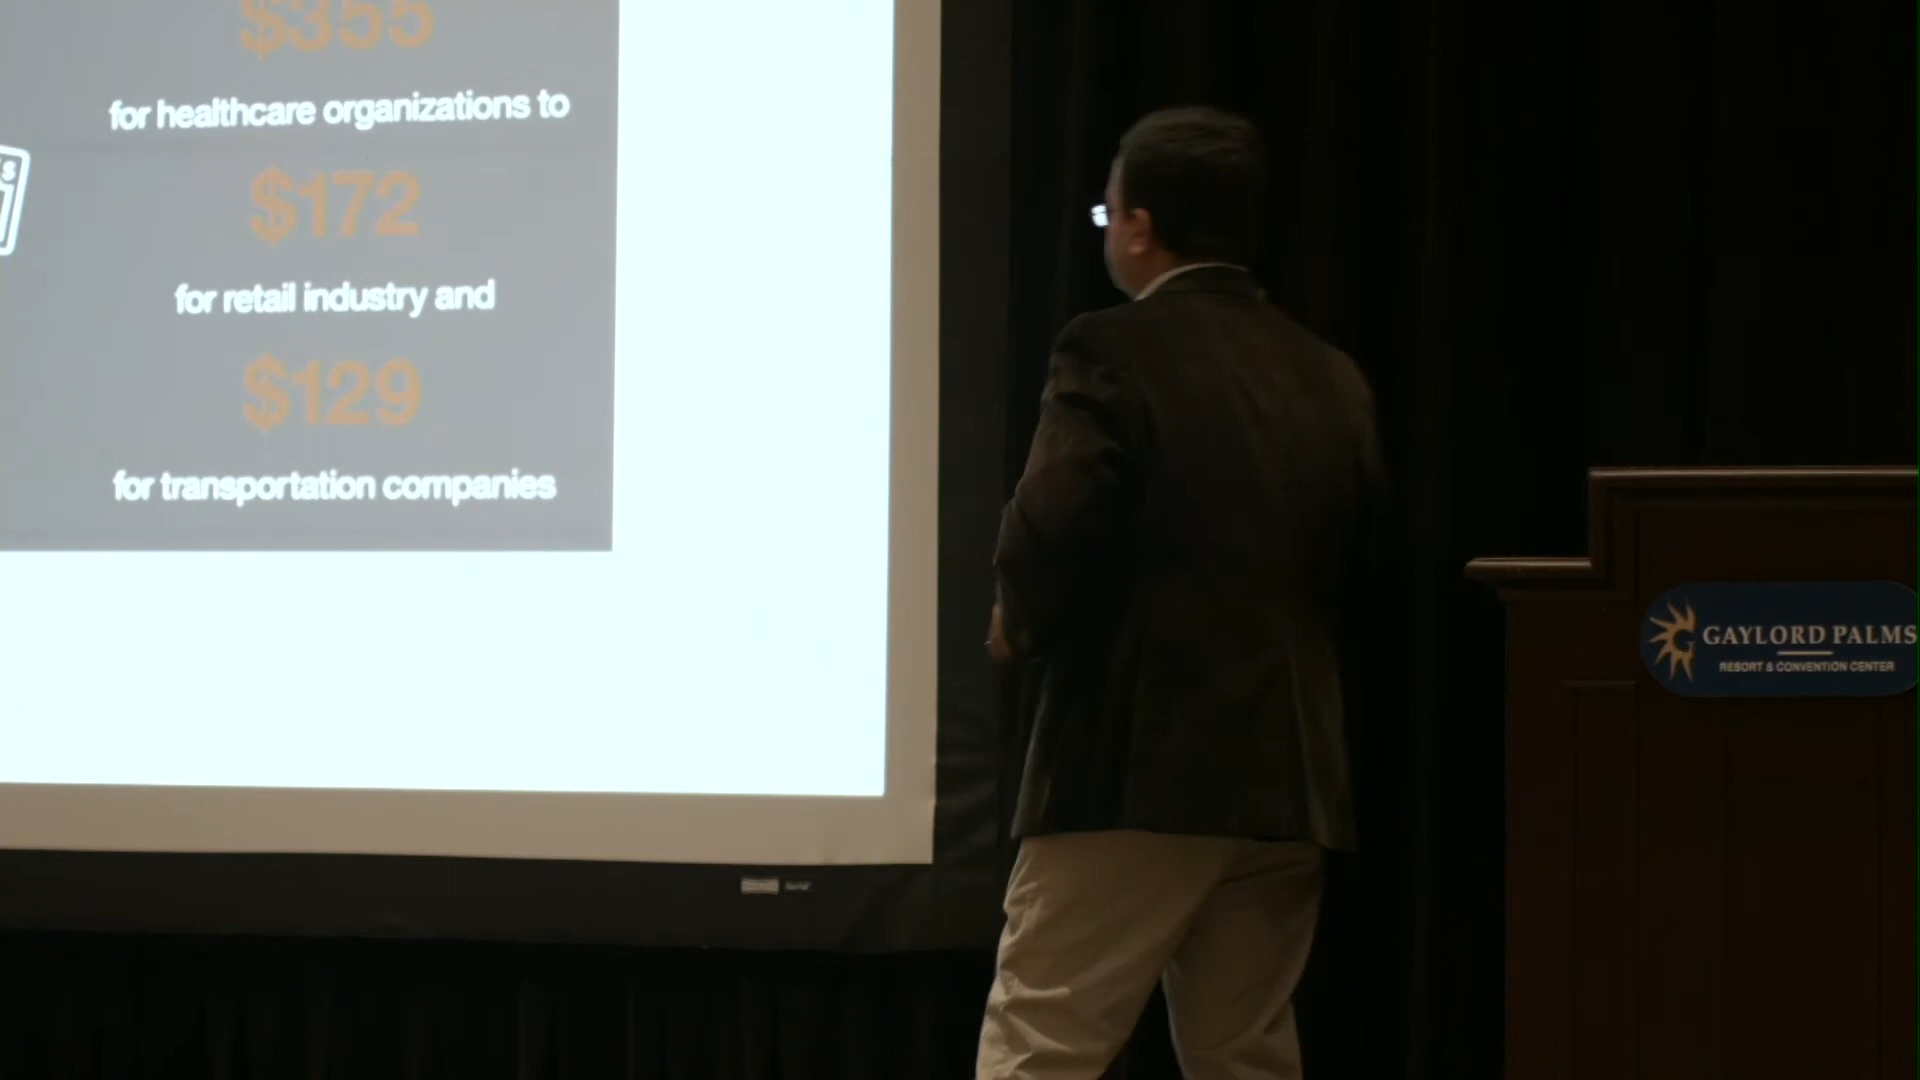 $355
for healthcare organizations to
$172
for retail industry and
$129
for transportation companies
GAYLORD PALMS
RESORT & CONVENTION CENTER